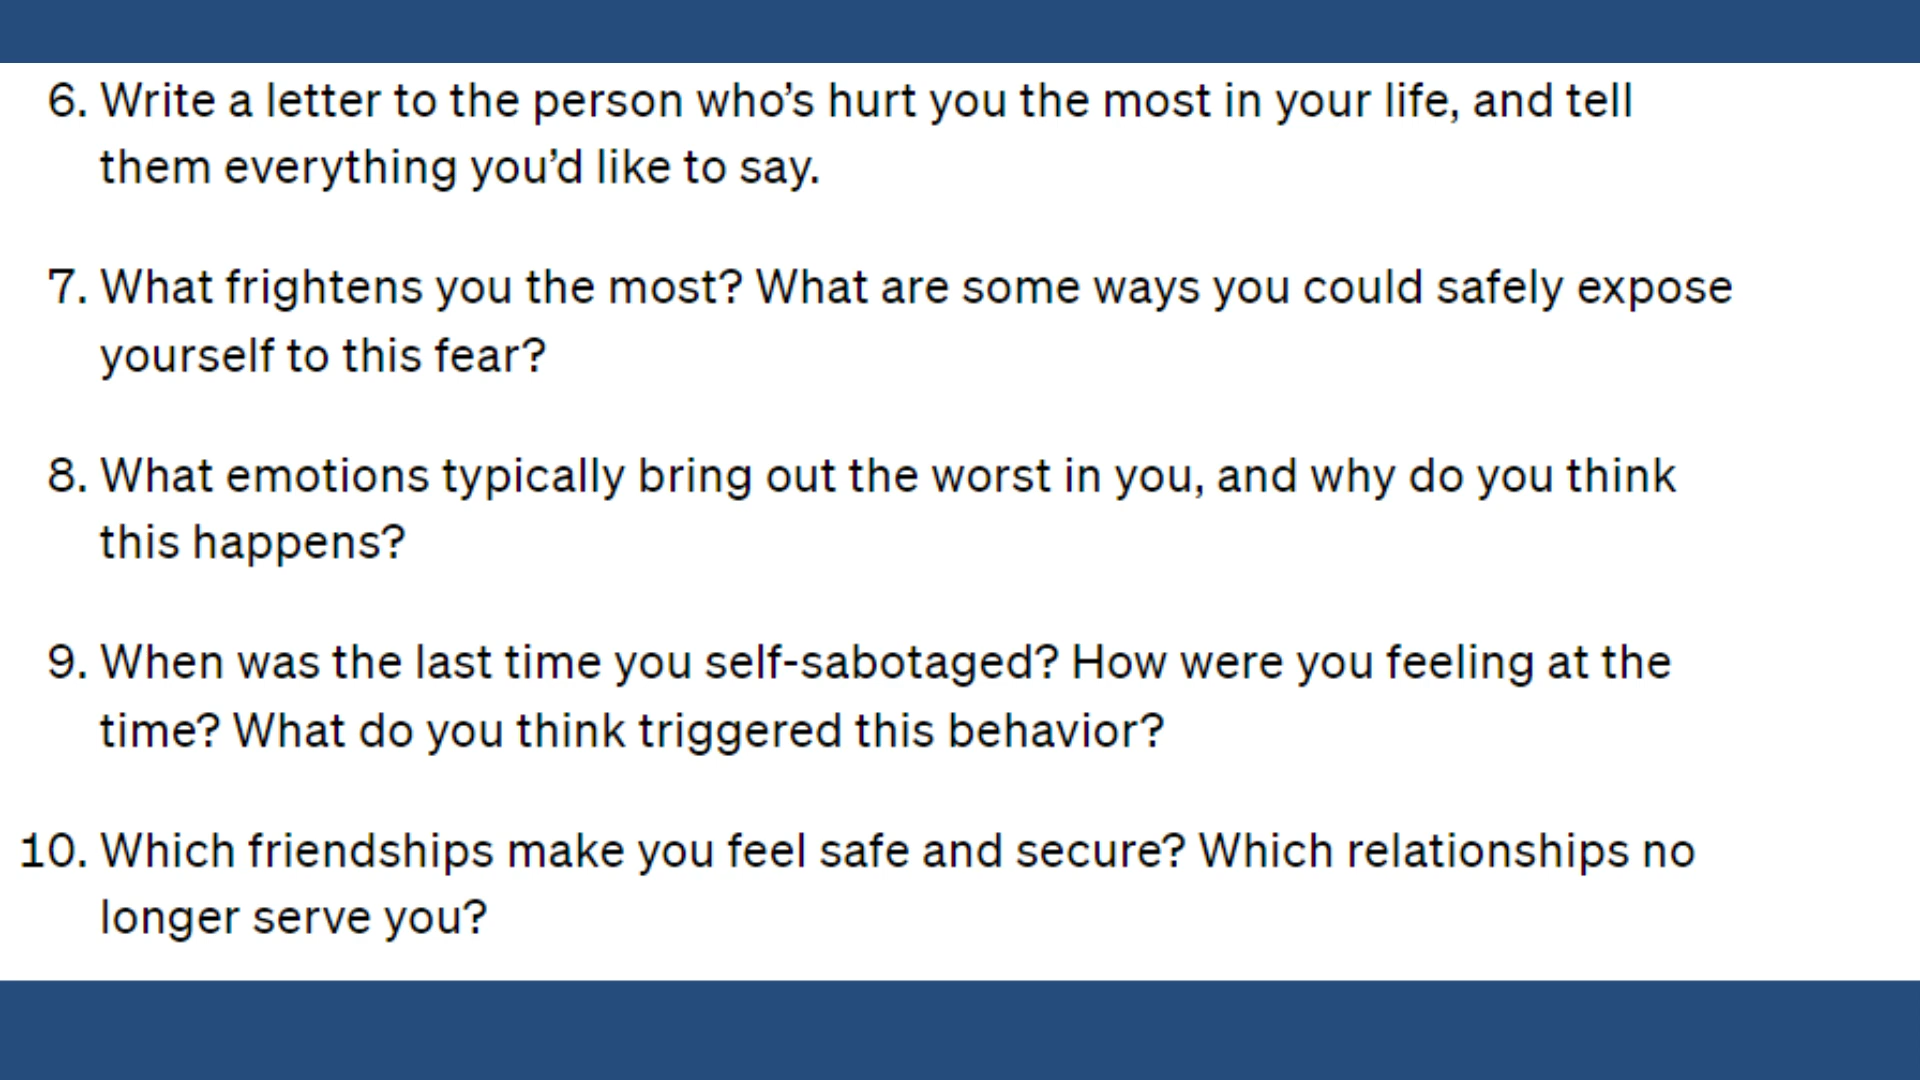 6. Write a letter to the person who’s hurt you the most in your life, and tell
them everything you’d like to say.
7. What frightens you the most? What are some ways you could safely expose
yourself to this fear?
8. What emotions typically bring out the worst in you, and why do you think
this happens?
9. When was the last time you self-sabotaged? How were you feeling at the
time? What do you think triggered this behavior?
10. Which friendships make you feel safe and secure? Which relationships no
longer serve you?